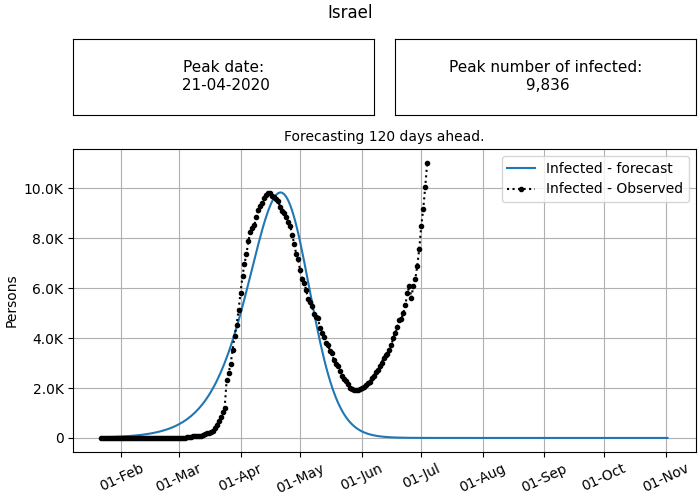 Israel
Peak date:
21-04-2020
Peak number of infected:
9,836
Forecasting 120 days ahead.
Infected - forecast
Infected - Observed
Persons
10.0K
8.0K
6.0K
4.0K
2.0K
0
01-Feb
01-Mar
01-Apr
01-May
01-Jun
01-Jul
01-Aug
01-Sep
01-Oct
01-Nov